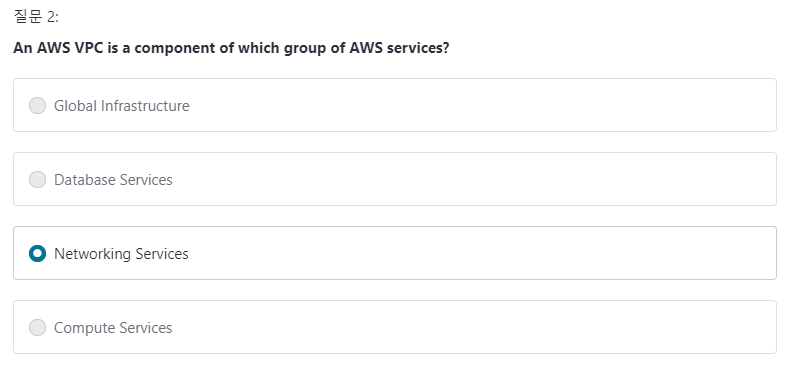 질문 2:
An AWS VPC is a component of which group of AWS services?
Global Infrastructure
Database Services
Networking Services
Compute Services